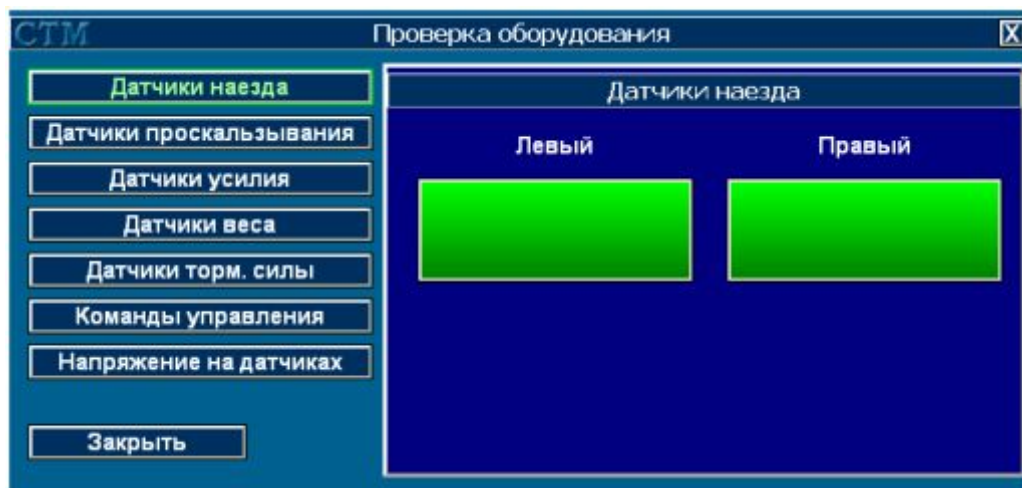 СТМ
Проверка оборудования
X
Датчики наезда
Датчики проскальзывания
Датчики усилия
Датчики веса
Датчики торм. силы
Команды управления
Напряжение на датчиках
Закрыть
Датчики наезда
Левый
Правый